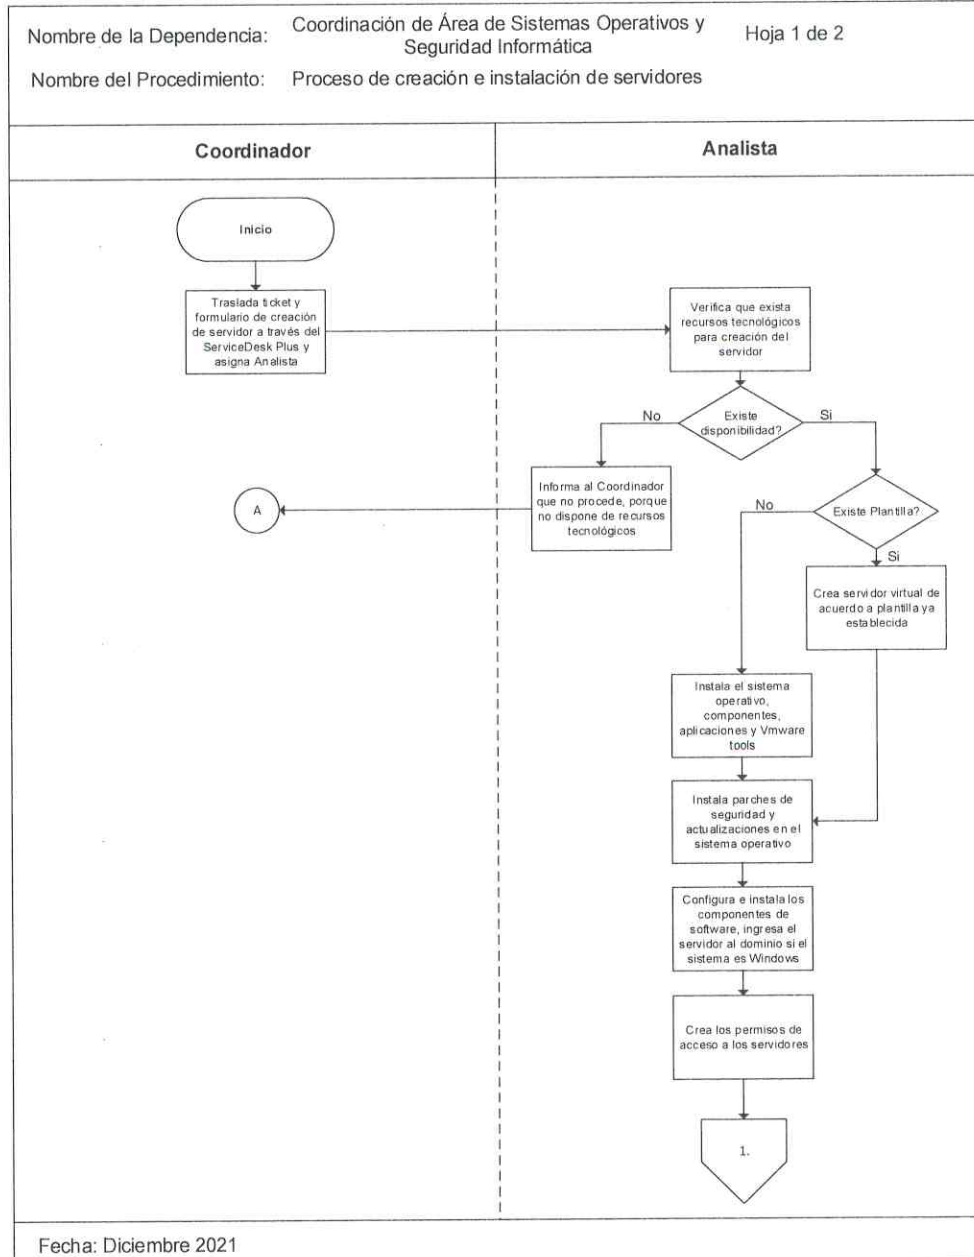 Nombre de la Dependencia:
Coordinación de Área de Sistemas Operativos y
Seguridad Informática
Hoja 1 de 2
Nombre del Procedimiento:
Proceso de creación e instalación de servidores
Coordinador
Analista
Inicio
Traslada ticket y
formulario de creación
de servidor a través del
ServiceDesk Plus y
asigna Analista
Verifica que exista
recursos tecnológicos
para creación del
servidor
Existe
disponibilidad?
No
Si
Informa al Coordinador
que no procede, porque
no dispone de recursos
tecnológicos
A
Existe Plantilla?
No
Si
Crea servidor virtual de
acuerdo a plantilla ya
establecida
Instala el sistema
operativo,
componentes,
aplicaciones y Vmware
tools
Instala parches de
seguridad y
actualizaciones en el
sistema operativo
Configura e instala los
componentes de
software, ingresa el
servidor al dominio si el
sistema es Windows
Crea los permisos de
acceso a los servidores
1.
Fecha: Diciembre 2021